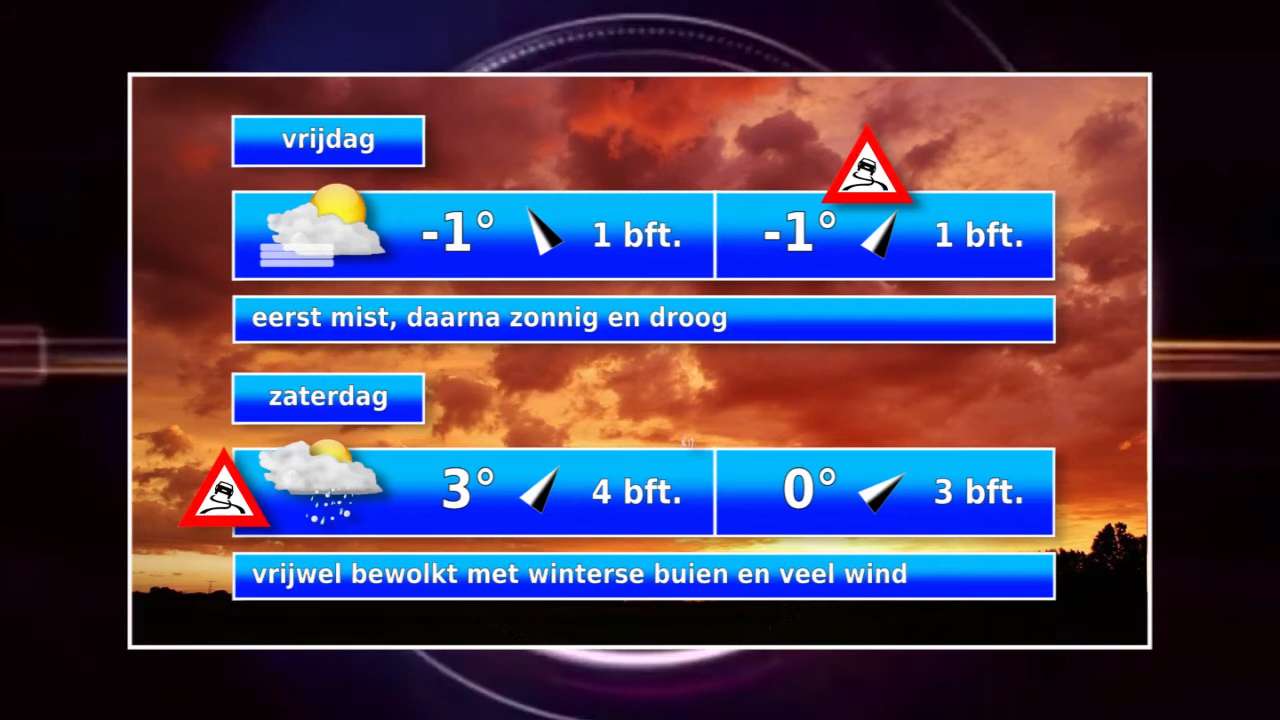 vrijdag
-1° 1 bft. -1° 1 bft.
eerst mist, daarna zonnig en droog
zaterdag
3° 4 bft. 0° 3 bft.
vrijwel bewolkt met winterse buien en veel wind